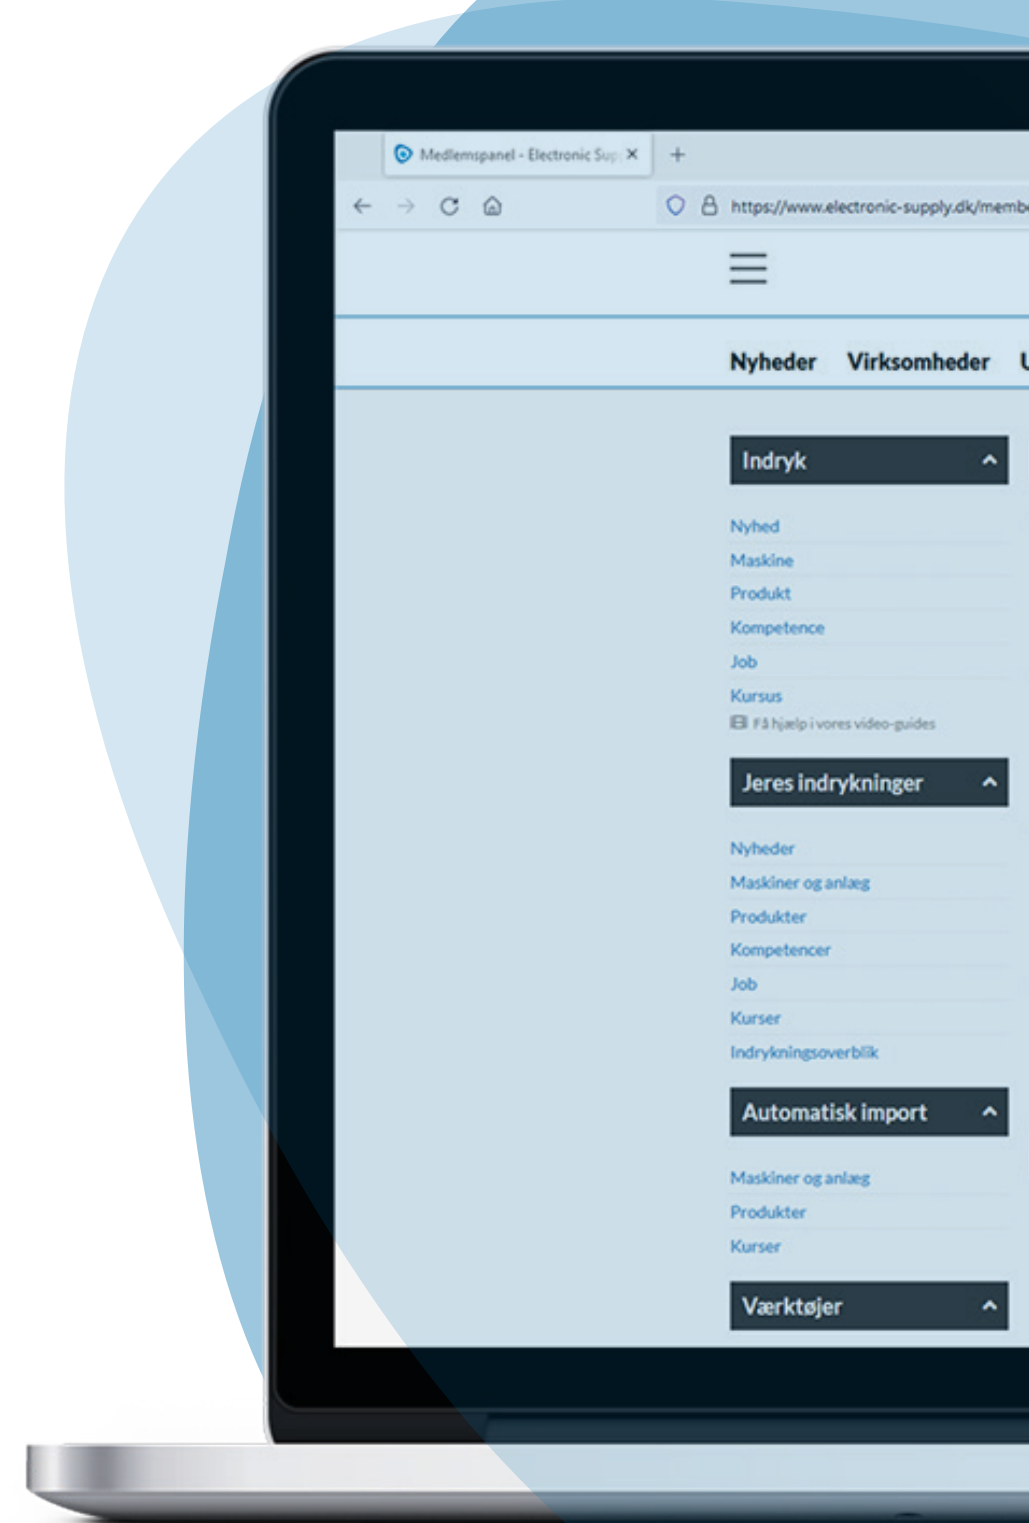 Medlemspanel - Electronic Sup
https://www.electronic-supply.dk/membe
Nyheder Virksomheder U
Indryk
Nyhed
Maskine
Produkt
Kompetence
Job
Kursus
Få hjælp i vores video-guides
Jeres indrykninger
Nyheder
Maskiner og anlæg
Produkter
Kompetencer
Job
Kurser
Indrykningsoverblik
Automatisk import
Maskiner og anlæg
Produkter
Kurser
Værktøjer